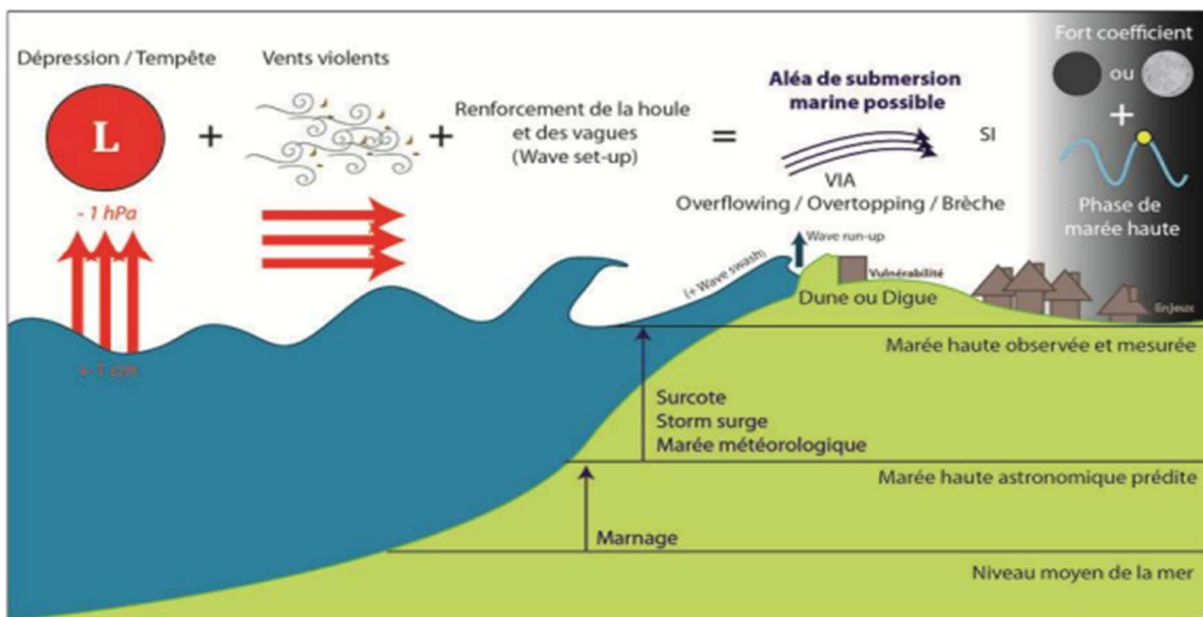 Dépression / Tempête
L
- 1 hPa
+ 1 cm
+
Vents violents
+
Renforcement de la houle
et des vagues
(Wave set-up)
=
Aléa de submersion
marine possible
VIA
Overflowing / Overtopping / Brèche
SI
Fort coefficient
ou
+
Phase de
marée haute
(+ Wave swash)
Wave run-up
Vulnérabilité
Dune ou Digue
Enjeux
Marée haute observée et mesurée
Surcote
Storm surge
Marée météorologique
Marée haute astronomique prédite
Marnage
Niveau moyen de la mer